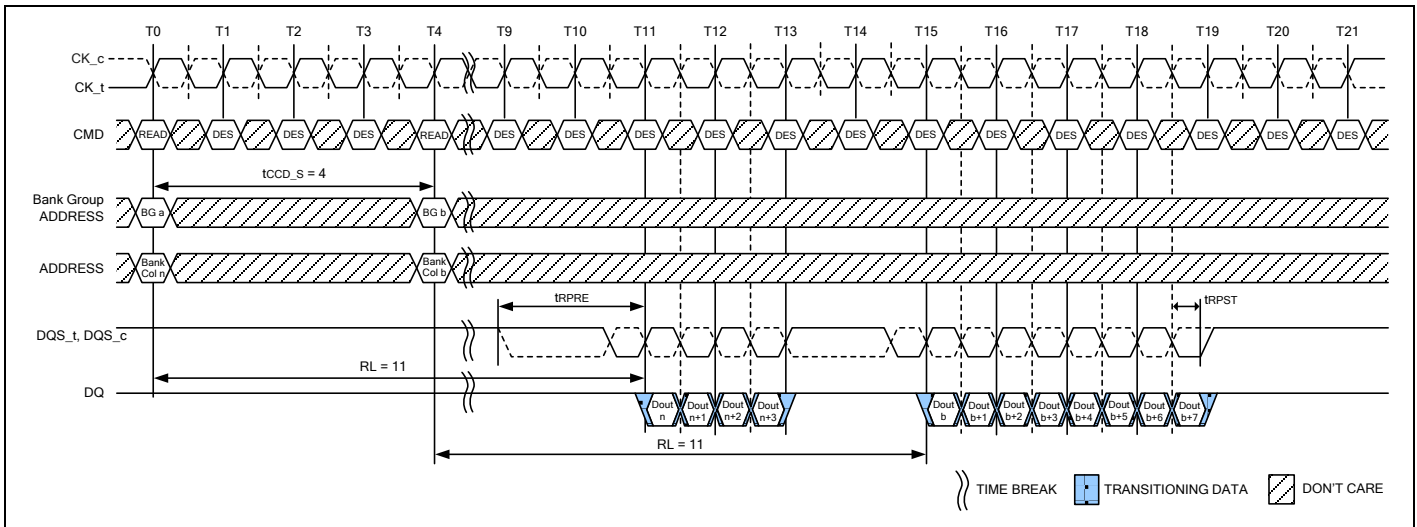 T0 T1 T2 T3 T4 T9 T10 T11 T12 T13 T14 T15 T16 T17 T18 T19 T20 T21
CK_c
CK_t
CMD READ DES DES DES READ DES DES DES DES DES DES DES DES DES DES DES DES DES
tCCD_S = 4
Bank Group
ADDRESS BG a BG b
ADDRESS Bank Col n Bank Col b
tRPRE tRPST
DQS_t, DQS_c
RL = 11
DQ Dout n Dout n+1 Dout n+2 Dout n+3 Dout b Dout b+1 Dout b+2 Dout b+3 Dout b+4 Dout b+5 Dout b+6 Dout b+7
RL = 11
TIME BREAK TRANSITIONING DATA DON'T CARE